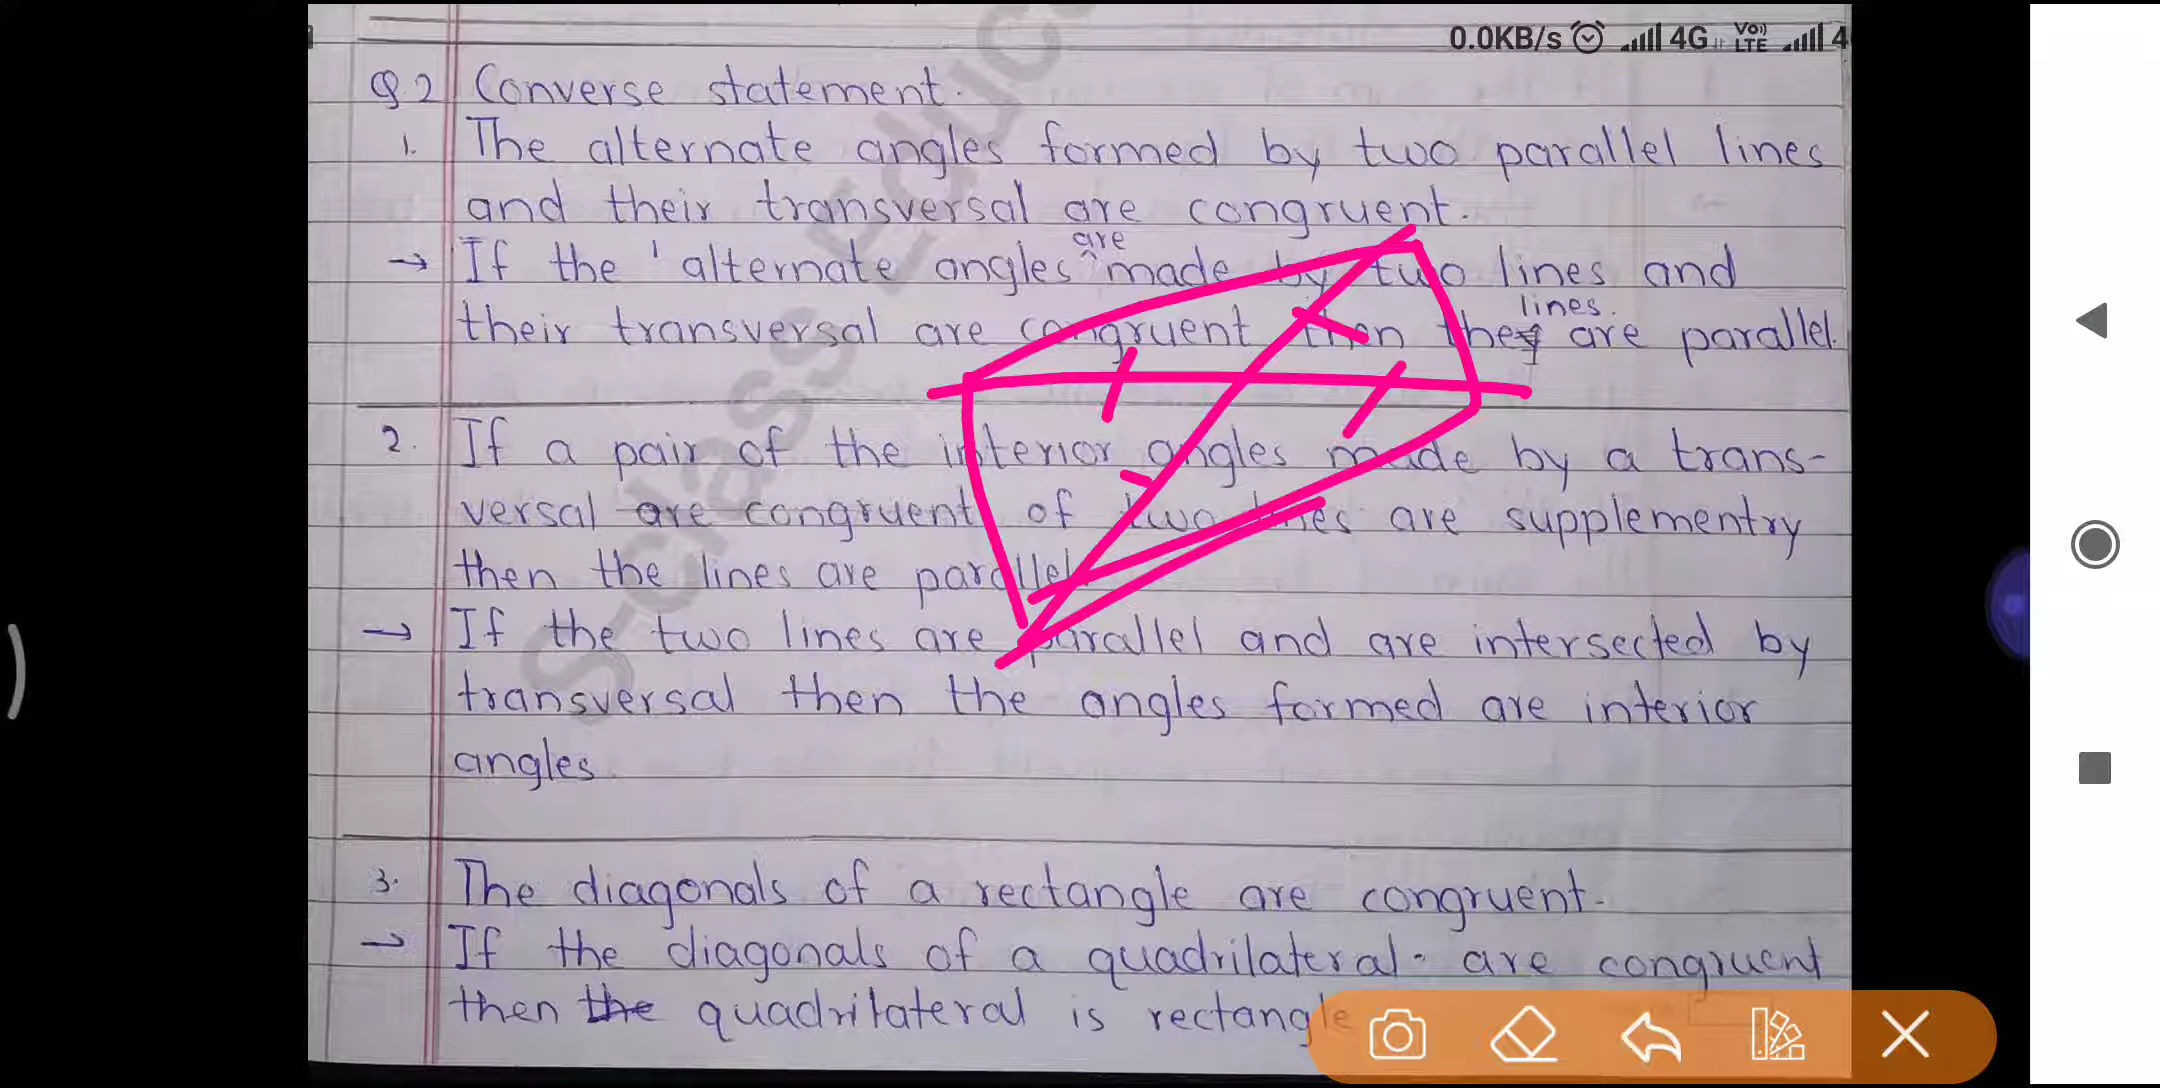 0.0KB/s 4G VoLTE 4
Q.2 Converse statement.
1. The alternate angles formed by two parallel lines
and their transversal are congruent.
→ If the alternate angles are made by two lines and
their transversal are congruent then they lines are parallel.
2. If a pair of the interior angles made by a trans-
versal are congruent of two lines are supplementry
then the lines are parallel.
→ If the two lines are parallel and are intersected by
transversal then the angles formed are interior
angles.
3. The diagonals of a rectangle are congruent.
→ If the diagonals of a quadrilateral. are congruent
then the quadrilateral is rectangle
S-class Educ